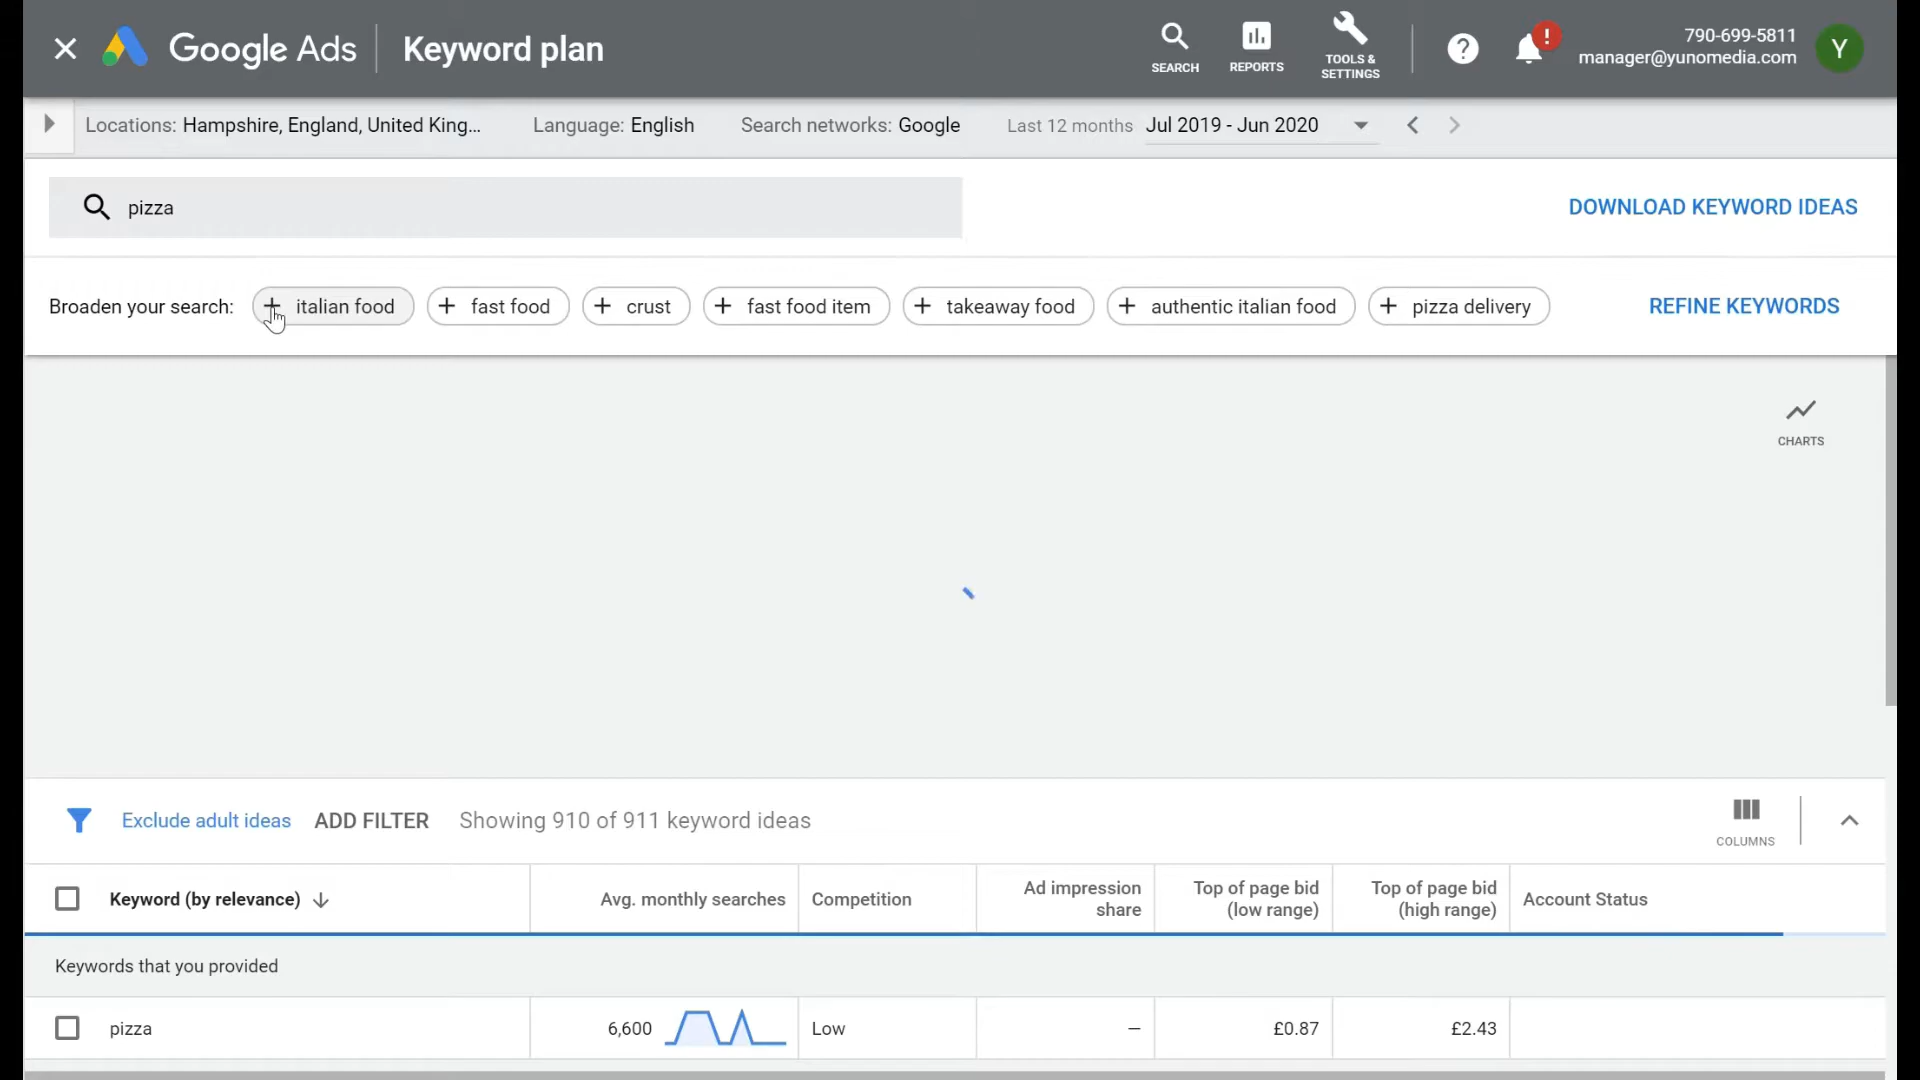 Google Ads Keyword plan SEARCH REPORTS TOOLS & SETTINGS ? ! 790-699-5811 manager@yunomedia.com Y
Locations: Hampshire, England, United King... Language: English Search networks: Google Last 12 months Jul 2019 - Jun 2020
pizza DOWNLOAD KEYWORD IDEAS
Broaden your search: + italian food + fast food + crust + fast food item + takeaway food + authentic italian food + pizza delivery REFINE KEYWORDS
CHARTS
Exclude adult ideas ADD FILTER Showing 910 of 911 keyword ideas COLUMNS
Keyword (by relevance) Avg. monthly searches Competition Ad impression share Top of page bid (low range) Top of page bid (high range) Account Status
Keywords that you provided
pizza 6,600 Low – £0.87 £2.43